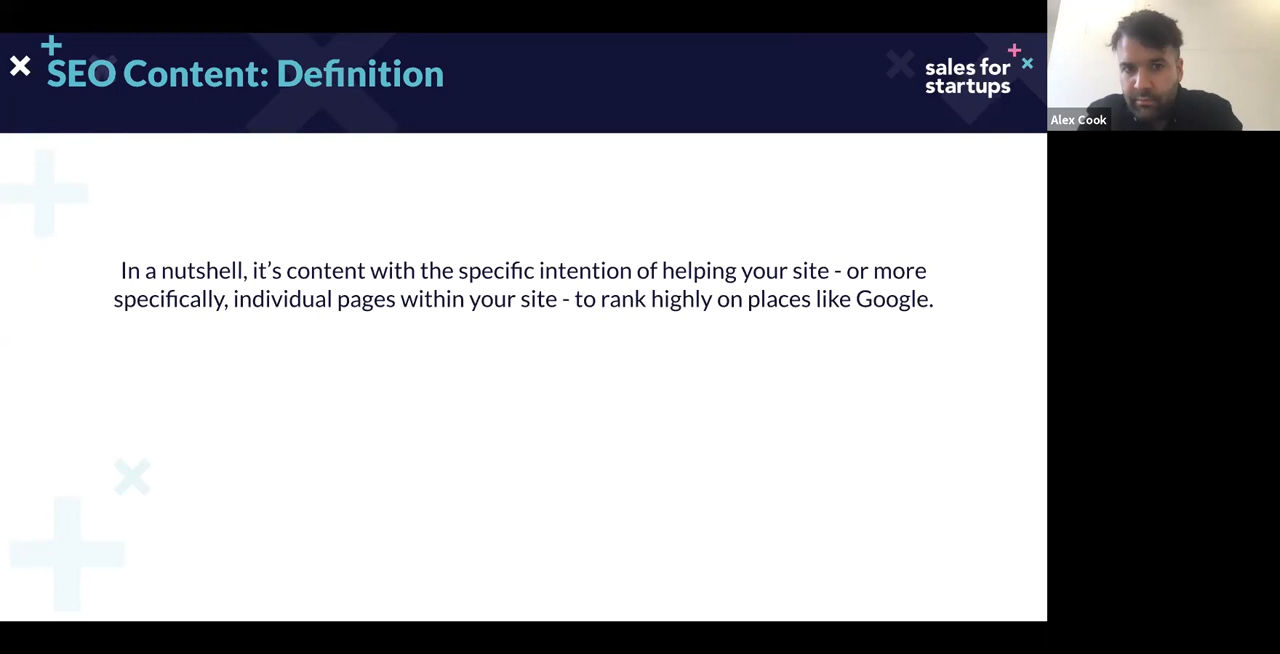 SEO Content: Definition
sales for
startups
Alex Cook
In a nutshell, it’s content with the specific intention of helping your site - or more
specifically, individual pages within your site - to rank highly on places like Google.